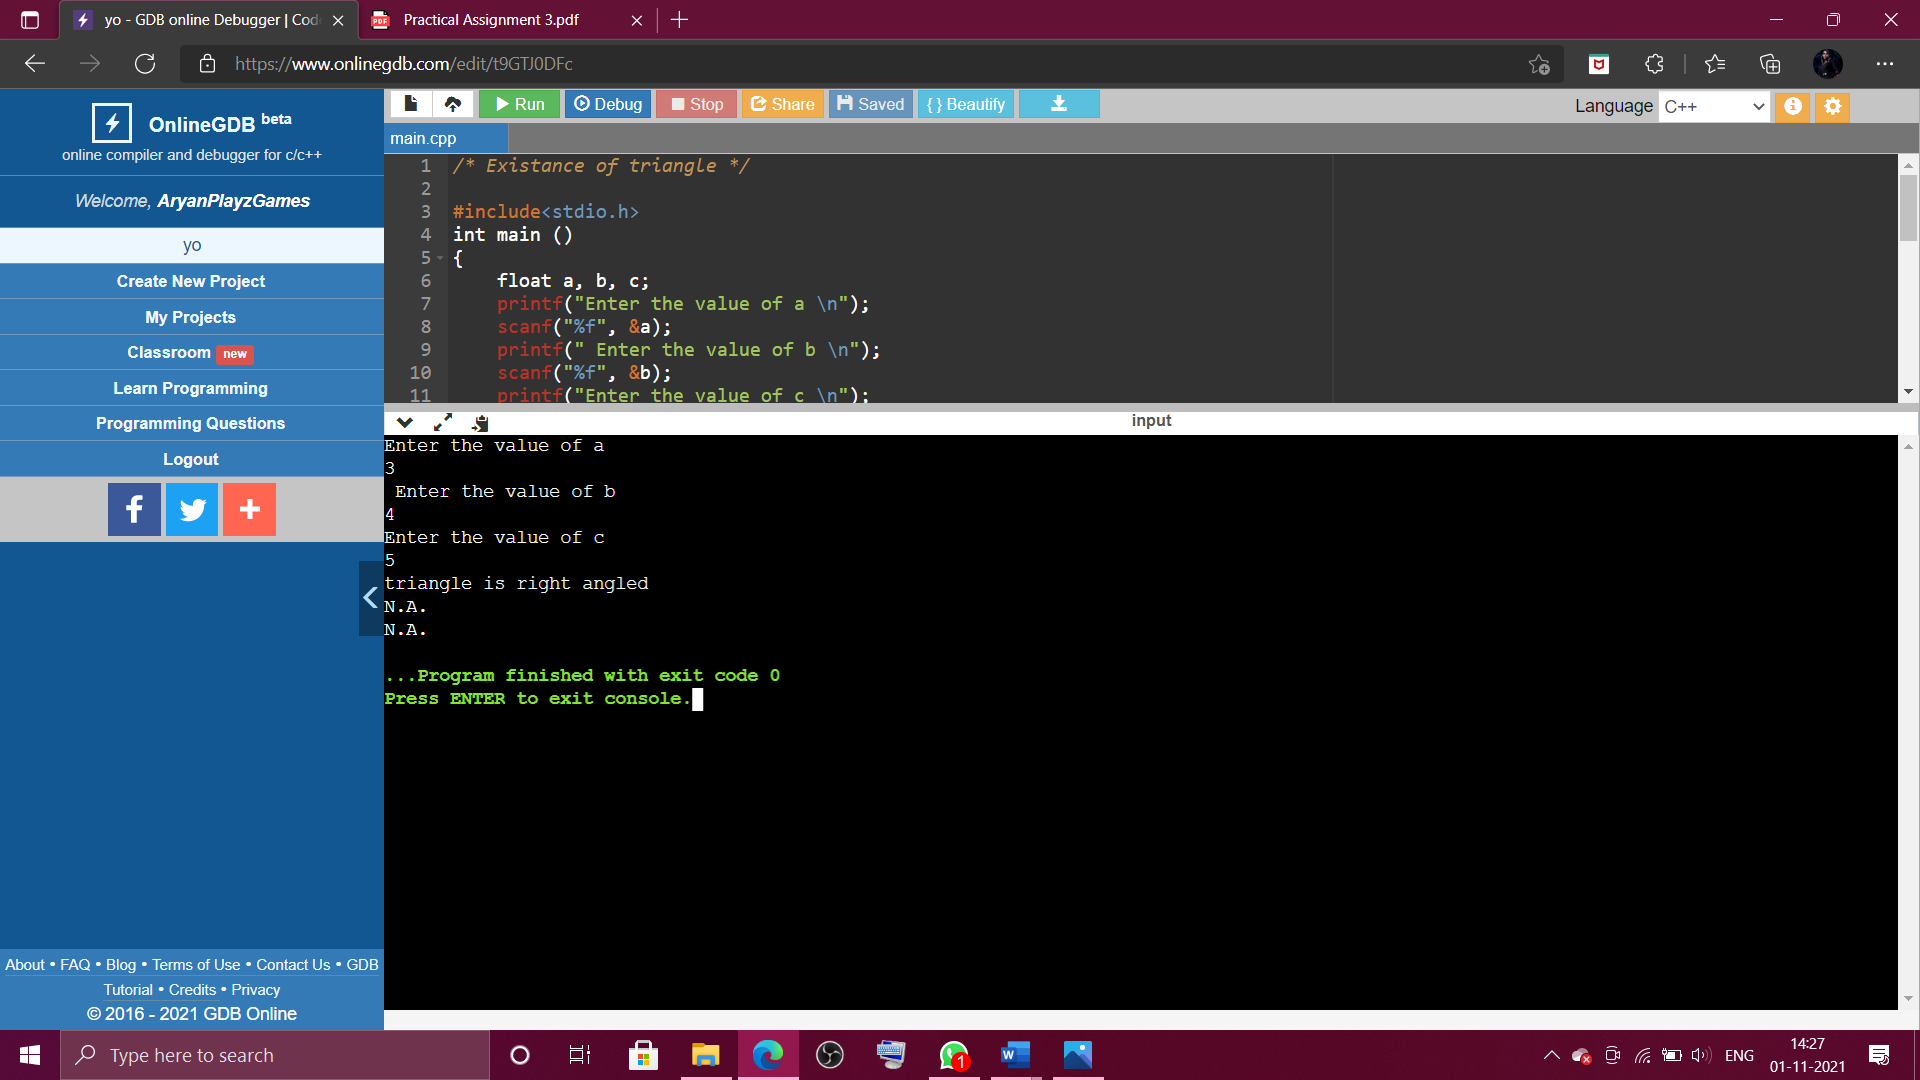 yo - GDB online Debugger | Cod
Practical Assignment 3.pdf
https://www.onlinegdb.com/edit/t9GTJ0DFc
OnlineGDB beta
online compiler and debugger for c/c++
Welcome, AryanPlayzGames
yo
Create New Project
My Projects
Classroom new
Learn Programming
Programming Questions
Logout
About • FAQ • Blog • Terms of Use • Contact Us • GDB
Tutorial • Credits • Privacy
© 2016 - 2021 GDB Online
Run Debug Stop Share Saved {} Beautify
Language C++
main.cpp
1 /* Existance of triangle */
2
3 #include<stdio.h>
4 int main ()
5 {
6 float a, b, c;
7 printf("Enter the value of a \n");
8 scanf("%f", &a);
9 printf(" Enter the value of b \n");
10 scanf("%f", &b);
11 printf("Enter the value of c \n");
input
Enter the value of a
3
Enter the value of b
4
Enter the value of c
5
triangle is right angled
N.A.
N.A.
...Program finished with exit code 0
Press ENTER to exit console.
Type here to search
1
ENG
14:27
01-11-2021